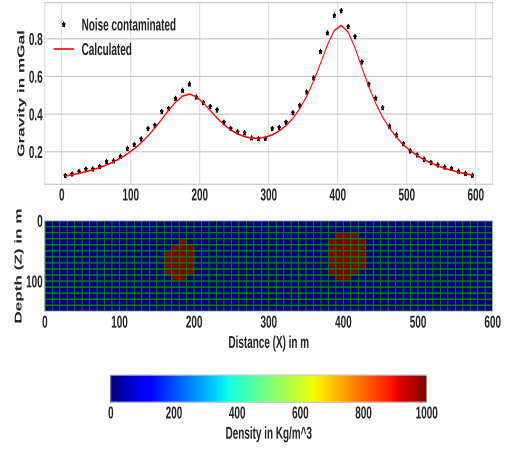 Noise contaminated
Calculated
Gravity in mGal
0.8
0.6
0.4
0.2
0 100 200 300 400 500 600
Depth (Z) in m
0
100
0 100 200 300 400 500 600
Distance (X) in m
0 200 400 600 800 1000
Density in Kg/m^3